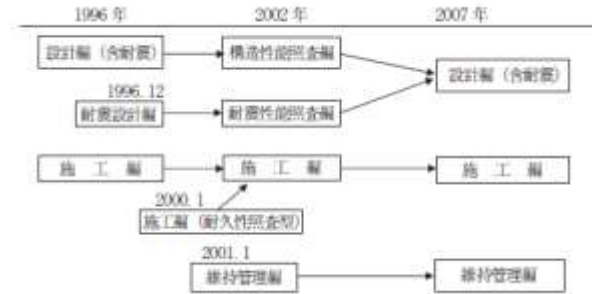 1996年 2002年 2007年
設計編（含耐震） 構造性能照査編
設計編（含耐震）
1996.12
耐震設計編 耐震性能照査編
施 工 編 施 工 編 施 工 編
2000.1
施工編（耐久性照査型）
2001.1
維持管理編 維持管理編